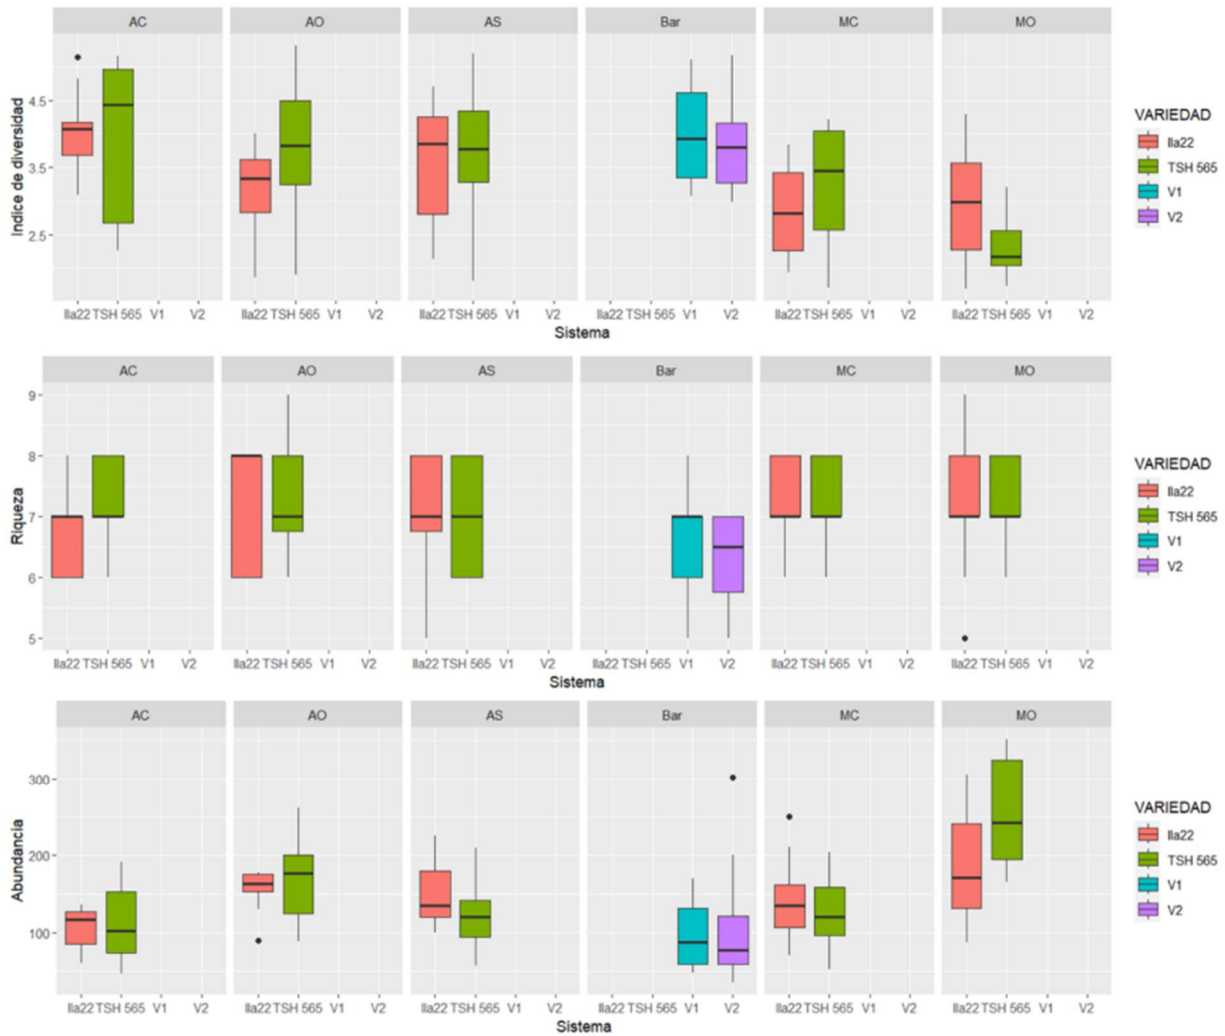 AC AO AS Bar MC MO
Indice de diversidad
4.5
3.5
2.5
Ila22 TSH 565 V1 V2 Ila22 TSH 565 V1 V2 Ila22 TSH 565 V1 V2 Ila22 TSH 565 V1 V2 Ila22 TSH 565 V1 V2 Ila22 TSH 565 V1 V2
Sistema
VARIEDAD
Ila22
TSH 565
V1
V2
AC AO AS Bar MC MO
Riqueza
9
8
7
6
5
Ila22 TSH 565 V1 V2 Ila22 TSH 565 V1 V2 Ila22 TSH 565 V1 V2 Ila22 TSH 565 V1 V2 Ila22 TSH 565 V1 V2 Ila22 TSH 565 V1 V2
Sistema
VARIEDAD
Ila22
TSH 565
V1
V2
AC AO AS Bar MC MO
Abundancia
300
200
100
Ila22 TSH 565 V1 V2 Ila22 TSH 565 V1 V2 Ila22 TSH 565 V1 V2 Ila22 TSH 565 V1 V2 Ila22 TSH 565 V1 V2 Ila22 TSH 565 V1 V2
Sistema
VARIEDAD
Ila22
TSH 565
V1
V2